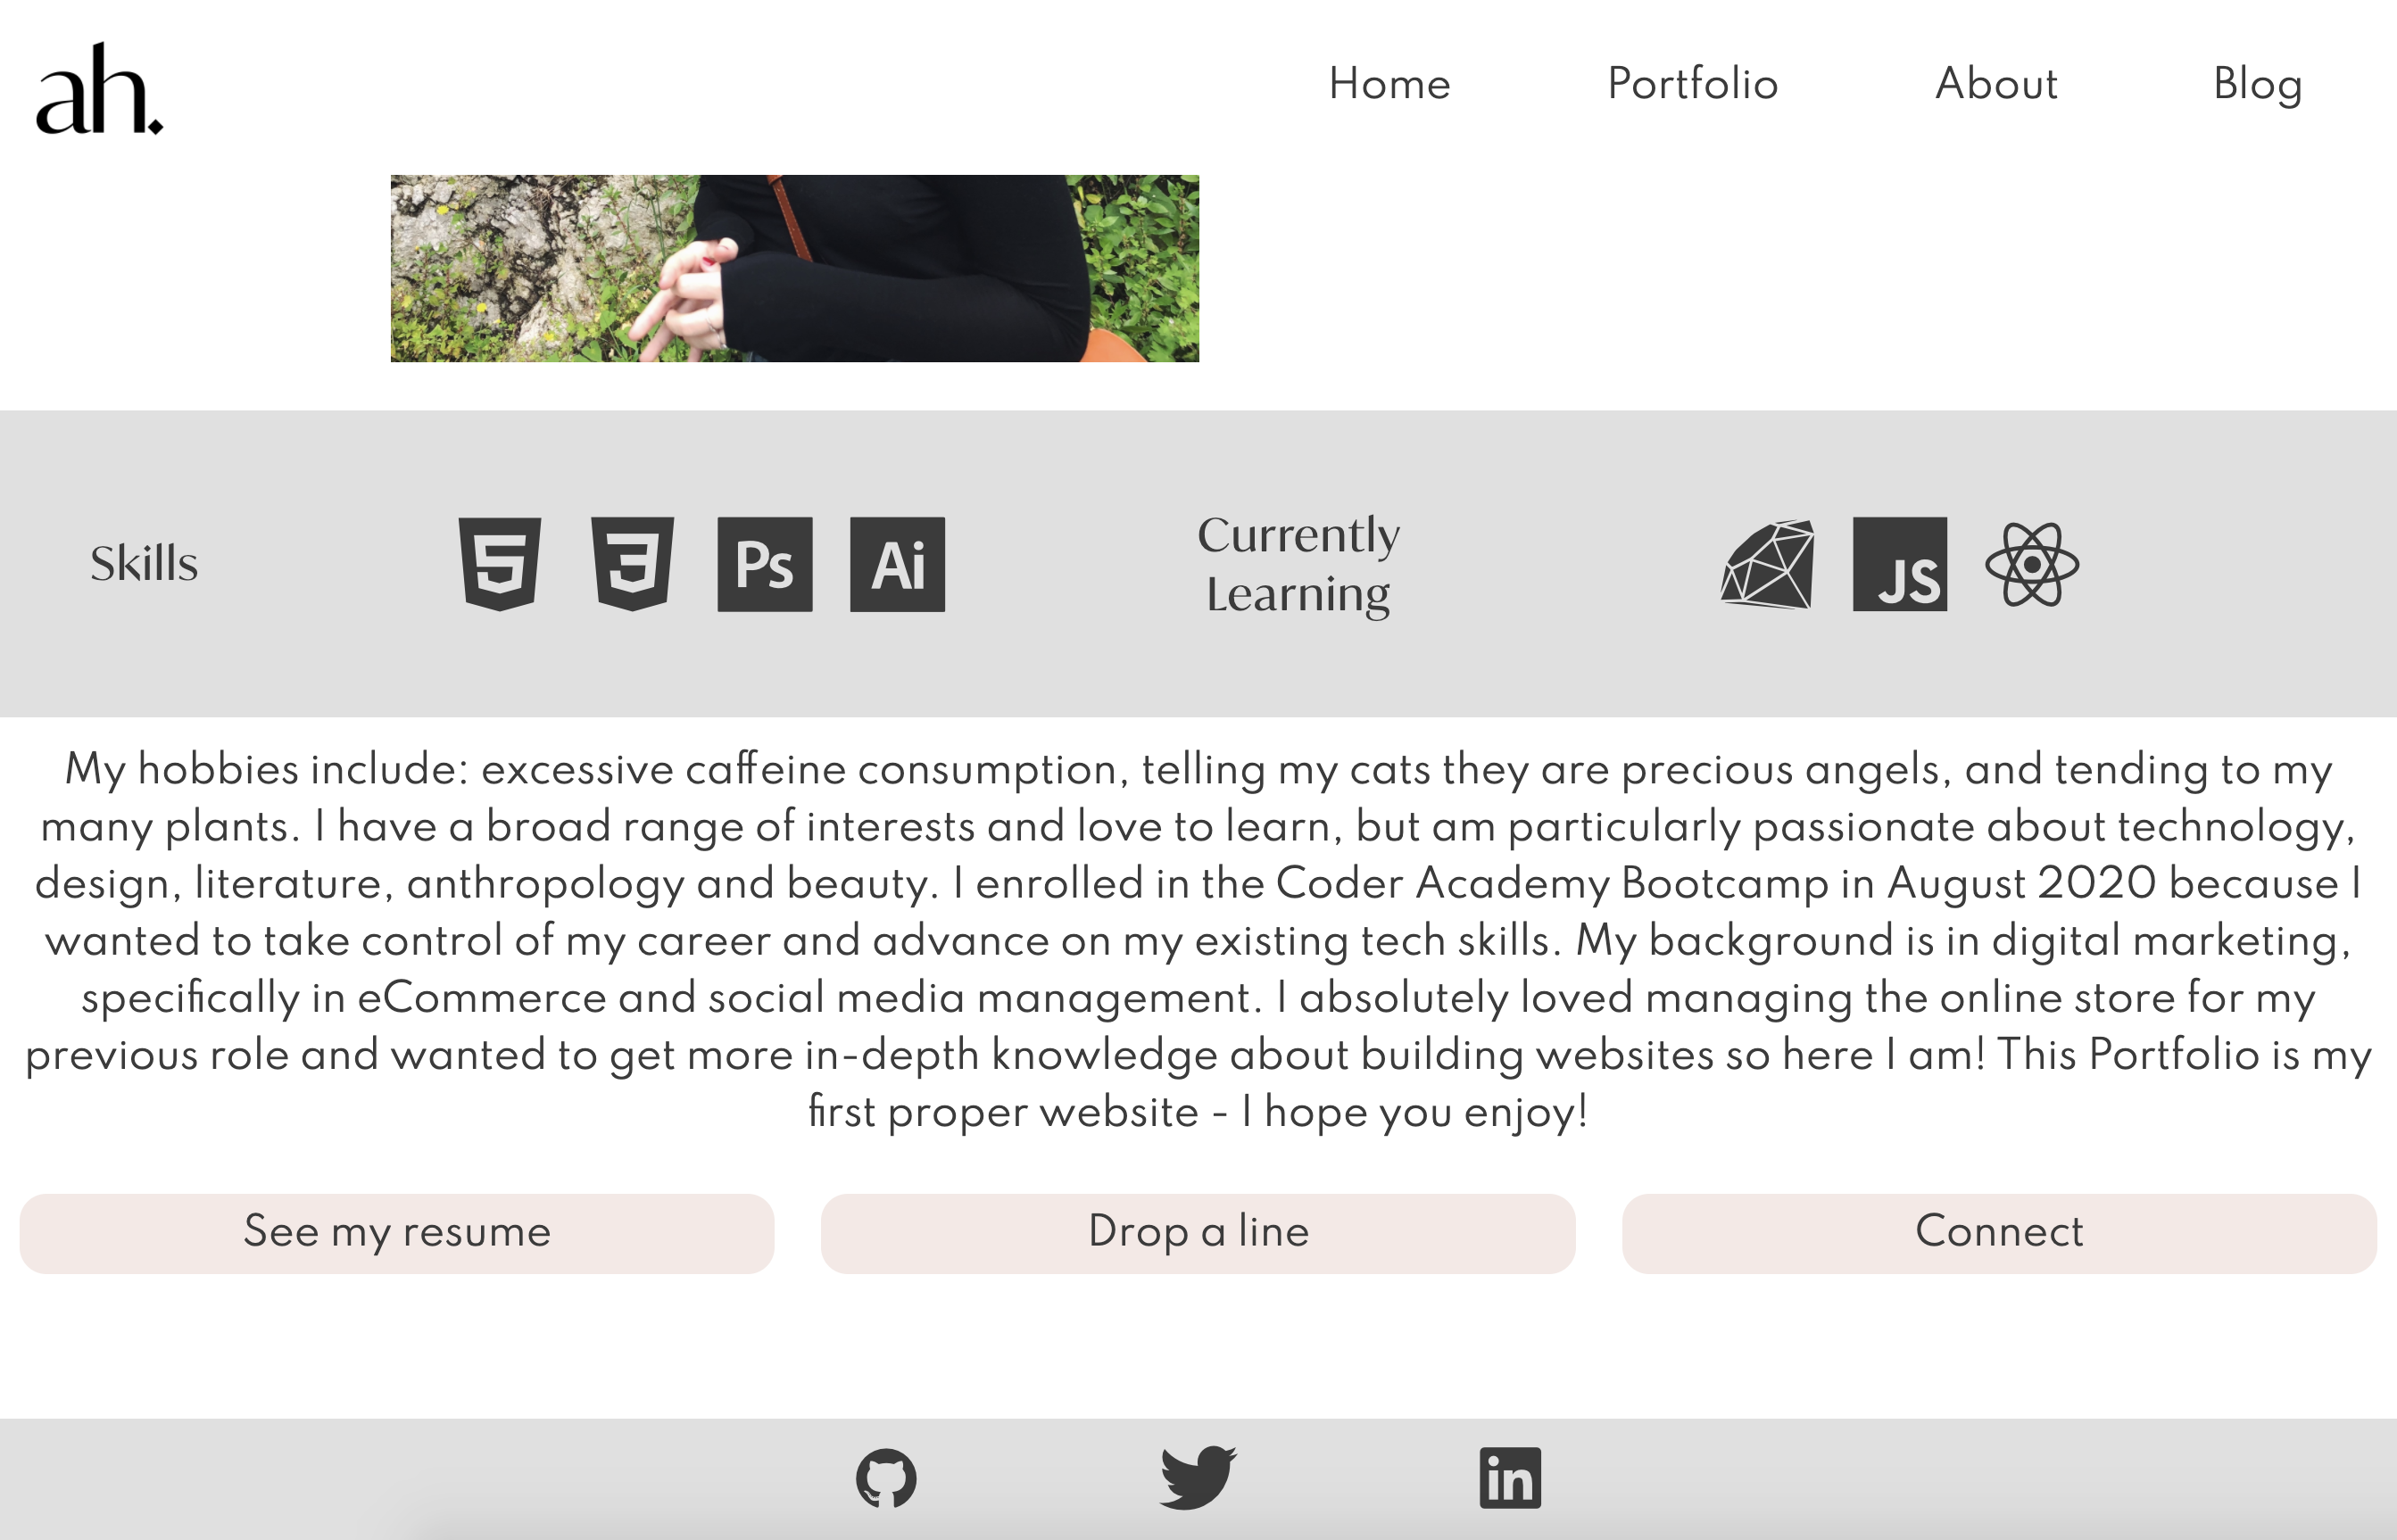 ah.
Home Portfolio About Blog
Skills
5 3 Ps Ai
Currently
Learning
JS
My hobbies include: excessive caffeine consumption, telling my cats they are precious angels, and tending to my
many plants. I have a broad range of interests and love to learn, but am particularly passionate about technology,
design, literature, anthropology and beauty. I enrolled in the Coder Academy Bootcamp in August 2020 because I
wanted to take control of my career and advance on my existing tech skills. My background is in digital marketing,
specifically in eCommerce and social media management. I absolutely loved managing the online store for my
previous role and wanted to get more in-depth knowledge about building websites so here I am! This Portfolio is my
first proper website - I hope you enjoy!
See my resume Drop a line Connect
in